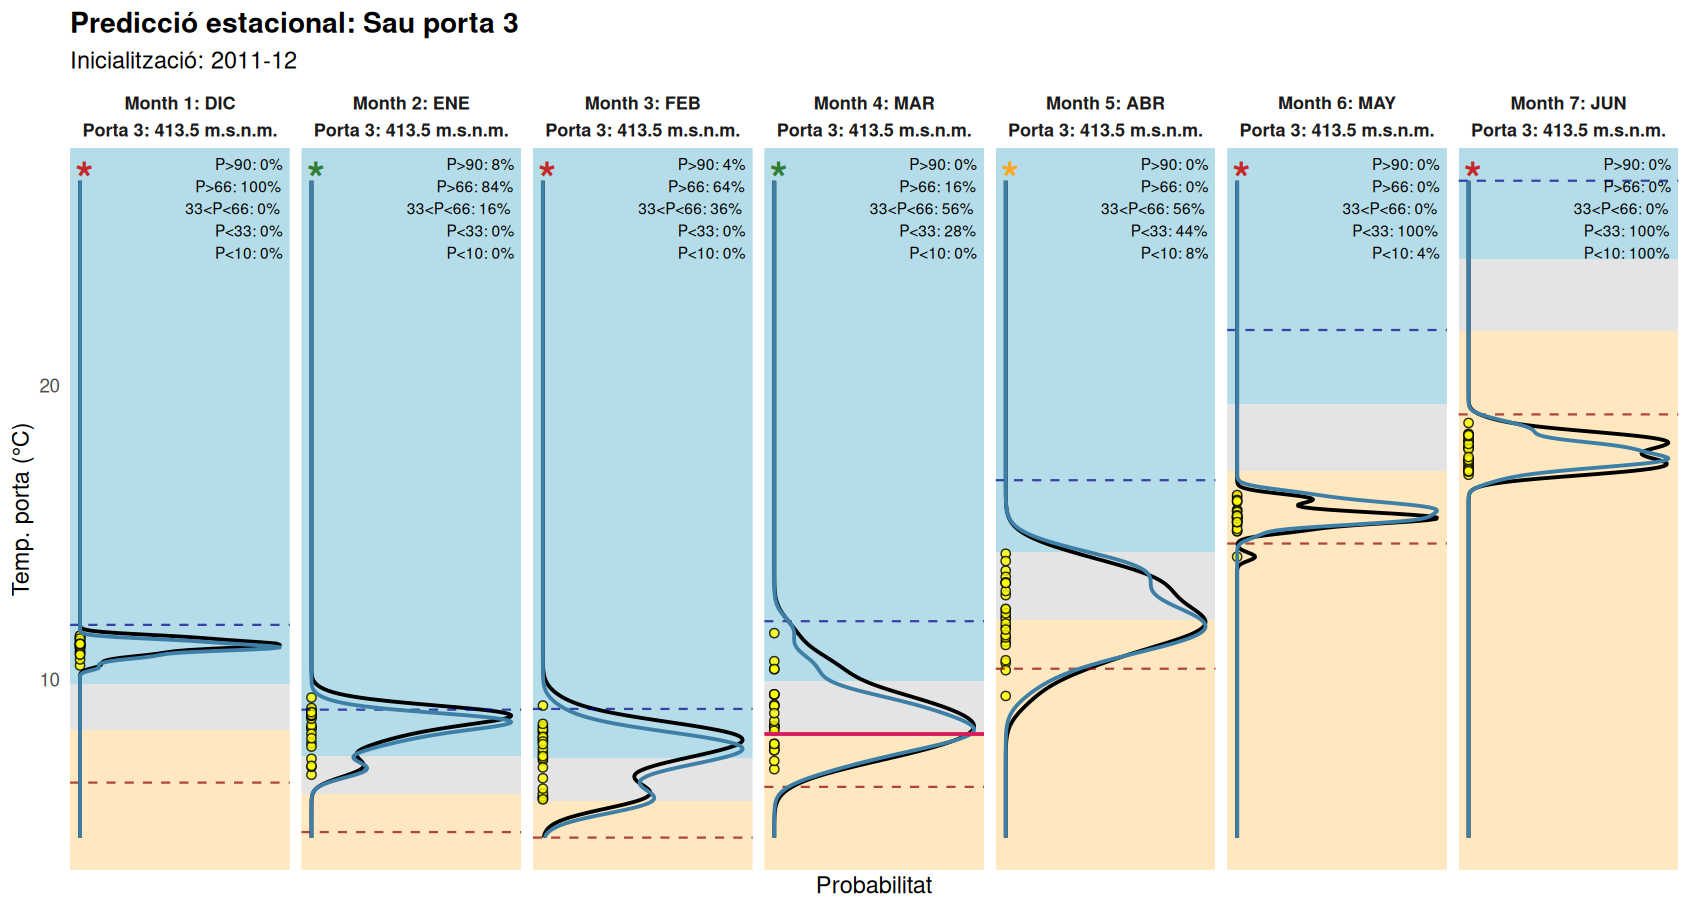 Predicció estacional: Sau porta 3
Inicialització: 2011-12
Month 1: DIC
Porta 3: 413.5 m.s.n.m.
Month 2: ENE
Porta 3: 413.5 m.s.n.m.
Month 3: FEB
Porta 3: 413.5 m.s.n.m.
Month 4: MAR
Porta 3: 413.5 m.s.n.m.
Month 5: ABR
Porta 3: 413.5 m.s.n.m.
Month 6: MAY
Porta 3: 413.5 m.s.n.m.
Month 7: JUN
Porta 3: 413.5 m.s.n.m.
*
P>90: 0%
P>66: 100%
33<P<66: 0%
P<33: 0%
P<10: 0%
*
P>90: 8%
P>66: 84%
33<P<66: 16%
P<33: 0%
P<10: 0%
*
P>90: 4%
P>66: 64%
33<P<66: 36%
P<33: 0%
P<10: 0%
*
P>90: 0%
P>66: 16%
33<P<66: 56%
P<33: 28%
P<10: 0%
*
P>90: 0%
P>66: 0%
33<P<66: 56%
P<33: 44%
P<10: 8%
*
P>90: 0%
P>66: 0%
33<P<66: 0%
P<33: 100%
P<10: 4%
*
P>90: 0%
P>66: 0%
33<P<66: 0%
P<33: 100%
P<10: 100%
20
10
Temp. porta (°C)
Probabilitat